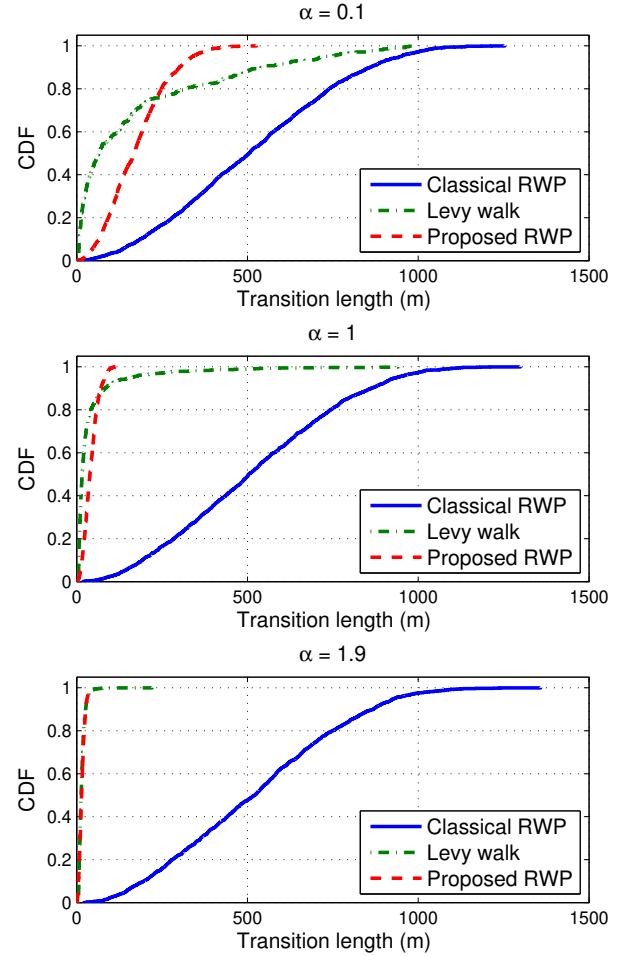 α = 0.1
1
0.8
0.6
0.4
0.2
0
CDF
Classical RWP
Levy walk
Proposed RWP
0 500 1000 1500
Transition length (m)
α = 1
1
0.8
0.6
0.4
0.2
0
CDF
Classical RWP
Levy walk
Proposed RWP
0 500 1000 1500
Transition length (m)
α = 1.9
1
0.8
0.6
0.4
0.2
0
CDF
Classical RWP
Levy walk
Proposed RWP
0 500 1000 1500
Transition length (m)